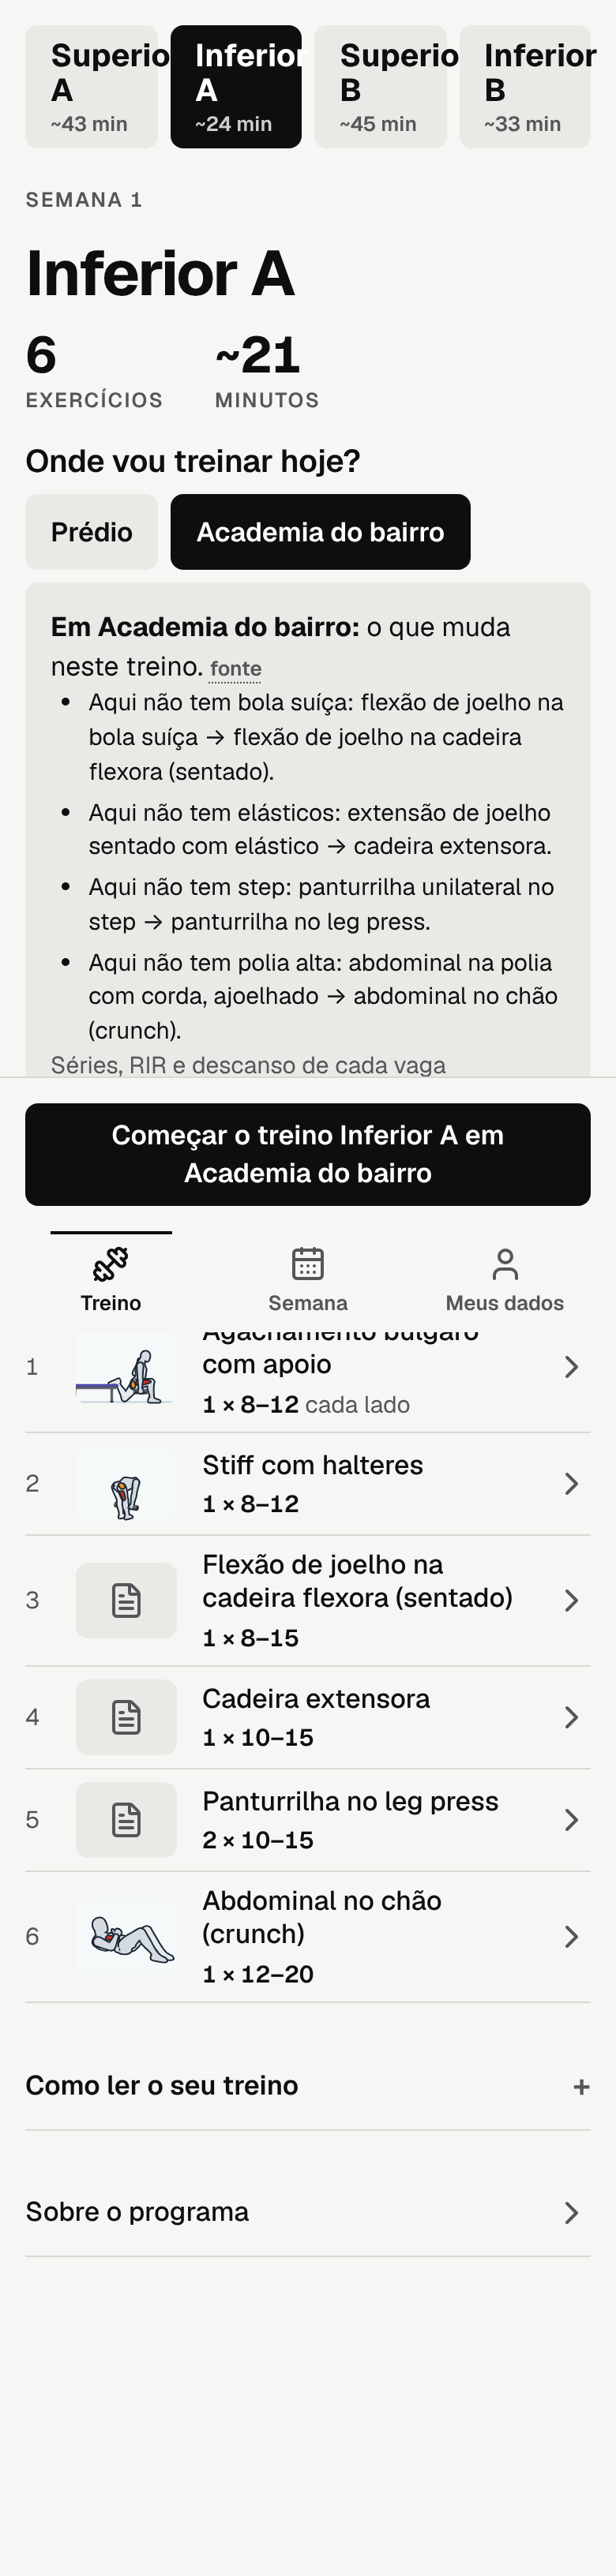 Superior
A
~43 min
Inferior
A
~24 min
Superior
B
~45 min
Inferior
B
~33 min
SEMANA 1
Inferior A
6
EXERCÍCIOS
~21
MINUTOS
Onde vou treinar hoje?
Prédio
Academia do bairro
Em Academia do bairro: o que muda
neste treino. fonte
• Aqui não tem bola suíça: flexão de joelho na
bola suíça → flexão de joelho na cadeira
flexora (sentado).
• Aqui não tem elásticos: extensão de joelho
sentado com elástico → cadeira extensora.
• Aqui não tem step: panturrilha unilateral no
step → panturrilha no leg press.
• Aqui não tem polia alta: abdominal na polia
com corda, ajoelhado → abdominal no chão
(crunch).
Séries, RIR e descanso de cada vaga
Começar o treino Inferior A em
Academia do bairro
Treino
Semana
Meus dados
1
Agachamento búlgaro
com apoio
1 × 8–12 cada lado
2
Stiff com halteres
1 × 8–12
3
Flexão de joelho na
cadeira flexora (sentado)
1 × 8–15
4
Cadeira extensora
1 × 10–15
5
Panturrilha no leg press
2 × 10–15
6
Abdominal no chão
(crunch)
1 × 12–20
Como ler o seu treino
+
Sobre o programa